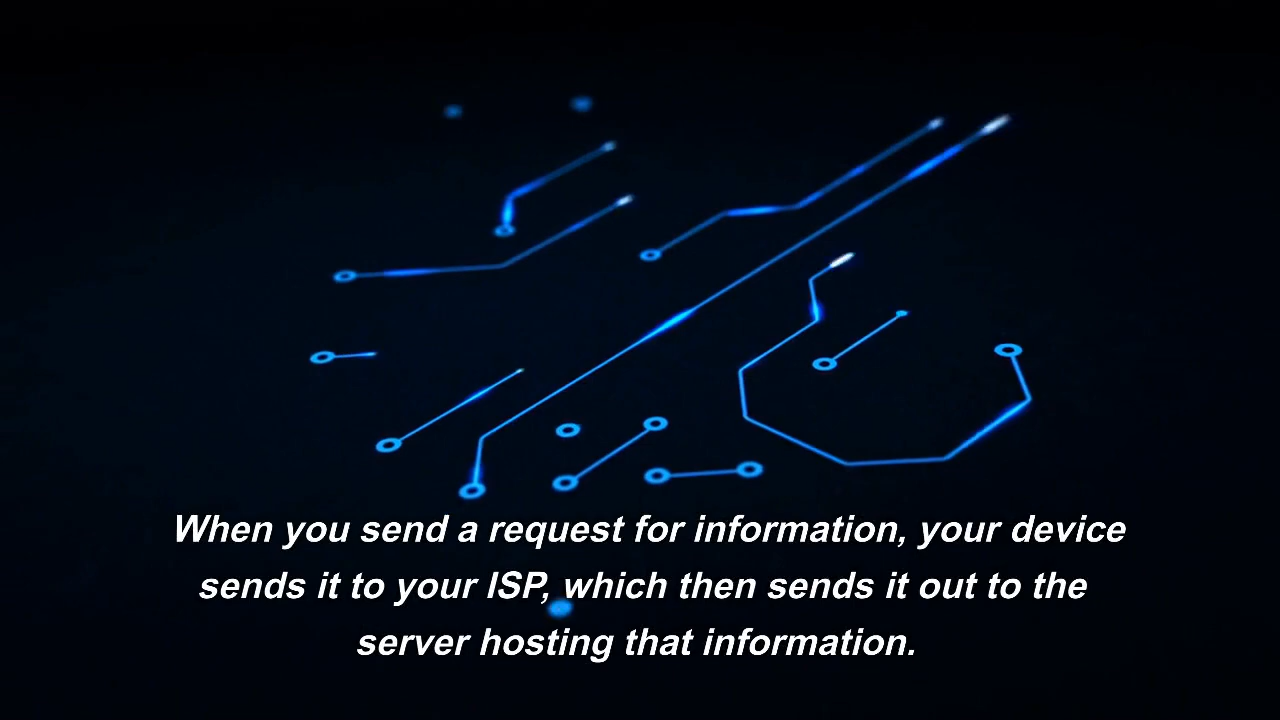 When you send a request for information, your device
sends it to your ISP, which then sends it out to the
server hosting that information.